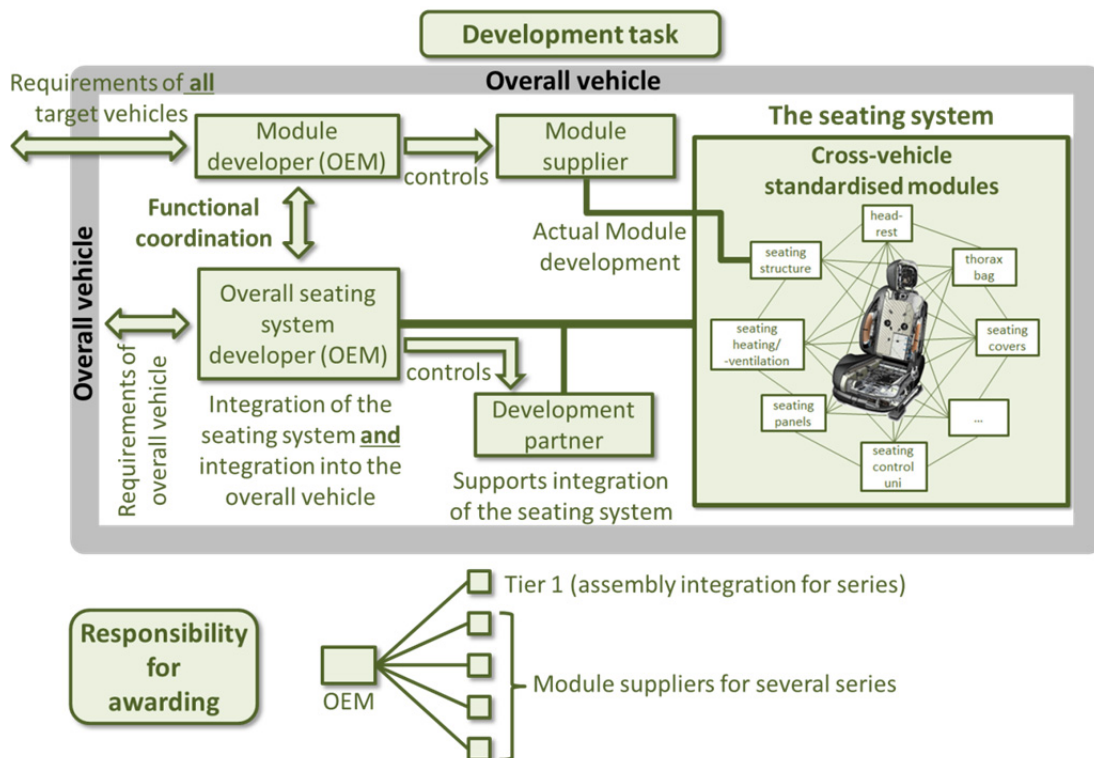 Development task
Overall vehicle
Requirements of all
target vehicles
Module
developer (OEM)
controls
Module
supplier
The seating system
Cross-vehicle
standardised modules
Functional
coordination
Actual Module
development
head-
rest
seating
structure
thorax
bag
seating
heating/
-ventilation
seating
covers
seating
panels
...
seating
control
uni
Overall vehicle
Overall seating
system
developer (OEM)
controls
Requirements of
overall vehicle
Integration of the
seating system and
integration into the
overall vehicle
Development
partner
Supports integration
of the seating system
Responsibility
for
awarding
OEM
Tier 1 (assembly integration for series)
Module suppliers for several series